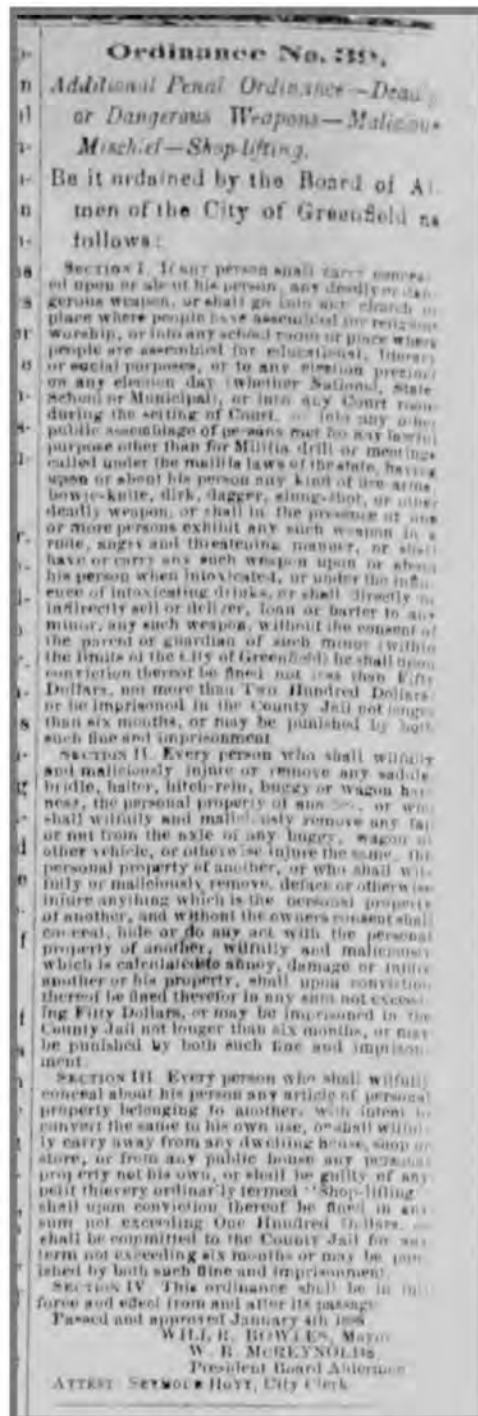 Ordinance No. 39.
Additional Penal Ordinance—Deadly
or Dangerous Weapons—Malicious
Mischief—Shop-lifting.
Be it ordained by the Board of Al
men of the City of Greenfield as
follows:
SECTION I. If any person shall carry conceal
ed upon or about his person, any deadly or dan
gerous weapon, or shall go into any church or
place where people have assembled for religious
worship, or into any school room or place where
people are assembled for educational, literary
or social purposes, or to any election precinct
on any election day (whether National, State
School or Municipal), or into any Court room
during the setting of Court, or into any other
public assemblage of persons met for any lawful
purpose other than for Militia drill or meetings
called under the militia laws of the state, having
upon or about his person any kind of fire arms,
bowie-knife, dirk, dagger, slung-shot, or other
deadly weapon, or shall in the presence of one
or more persons exhibit any such weapon in a
rude, angry and threatening manner, or shall
have or carry any such weapon upon or about
his person when intoxicated, or under the influ
ence of intoxicating drinks, or shall directly or
indirectly sell or deliver, loan or barter to any
minor, any such weapon, without the consent of
the parent or guardian of such minor (within
the limits of the City of Greenfield) he shall upon
conviction thereof be fined not less than Fifty
Dollars, nor more than Two Hundred Dollars
or be imprisoned in the County Jail not longer
than six months, or may be punished by both
such fine and imprisonment
SECTION II. Every person who shall wilfully
and maliciously injure or remove any saddle
bridle, halter, hitch-rein, buggy or wagon har
ness, the personal property of another, or who
shall wilfully and maliciously remove any tap
or nut from the axle of any buggy, wagon or
other vehicle, or otherwise injure the same, the
personal property of another, or who shall wil
fully or maliciously remove, deface or otherwise
injure anything which is the personal property
of another, and without the owners consent shall
conceal, hide or do any act with the personal
property of another, wilfully and maliciously
which is calculated to annoy, damage or injure
another or his property, shall upon conviction
thereof be fined therefor in any sum not exceed
ing Fifty Dollars, or may be imprisoned in the
County Jail not longer than six months, or may
be punished by both such fine and imprison
ment.
SECTION III. Every person who shall wilfully
conceal about his person any article of personal
property belonging to another, with intent to
convert the same to his own use, or shall wilful
ly carry away from any dwelling house, shop or
store, or from any public house any personal
property not his own, or shall be guilty of any
petit thievery ordinarly termed "Shop-lifting
shall upon conviction thereof be fined in any
sum not exceeding One Hundred Dollars, or
shall be committed to the County Jail for any
term not exceeding six months or may be pun
ished by both such fiine and imprisonment.
SECTION IV. This ordinance shall be in full
force and effect from and after its passage
Passed and approved January 4th
WILL R. BOWLES, Mayor
W. B. McREYNOLDS
President Board Aldermen
ATTEST SEYMOUR HOYT, City Clerk